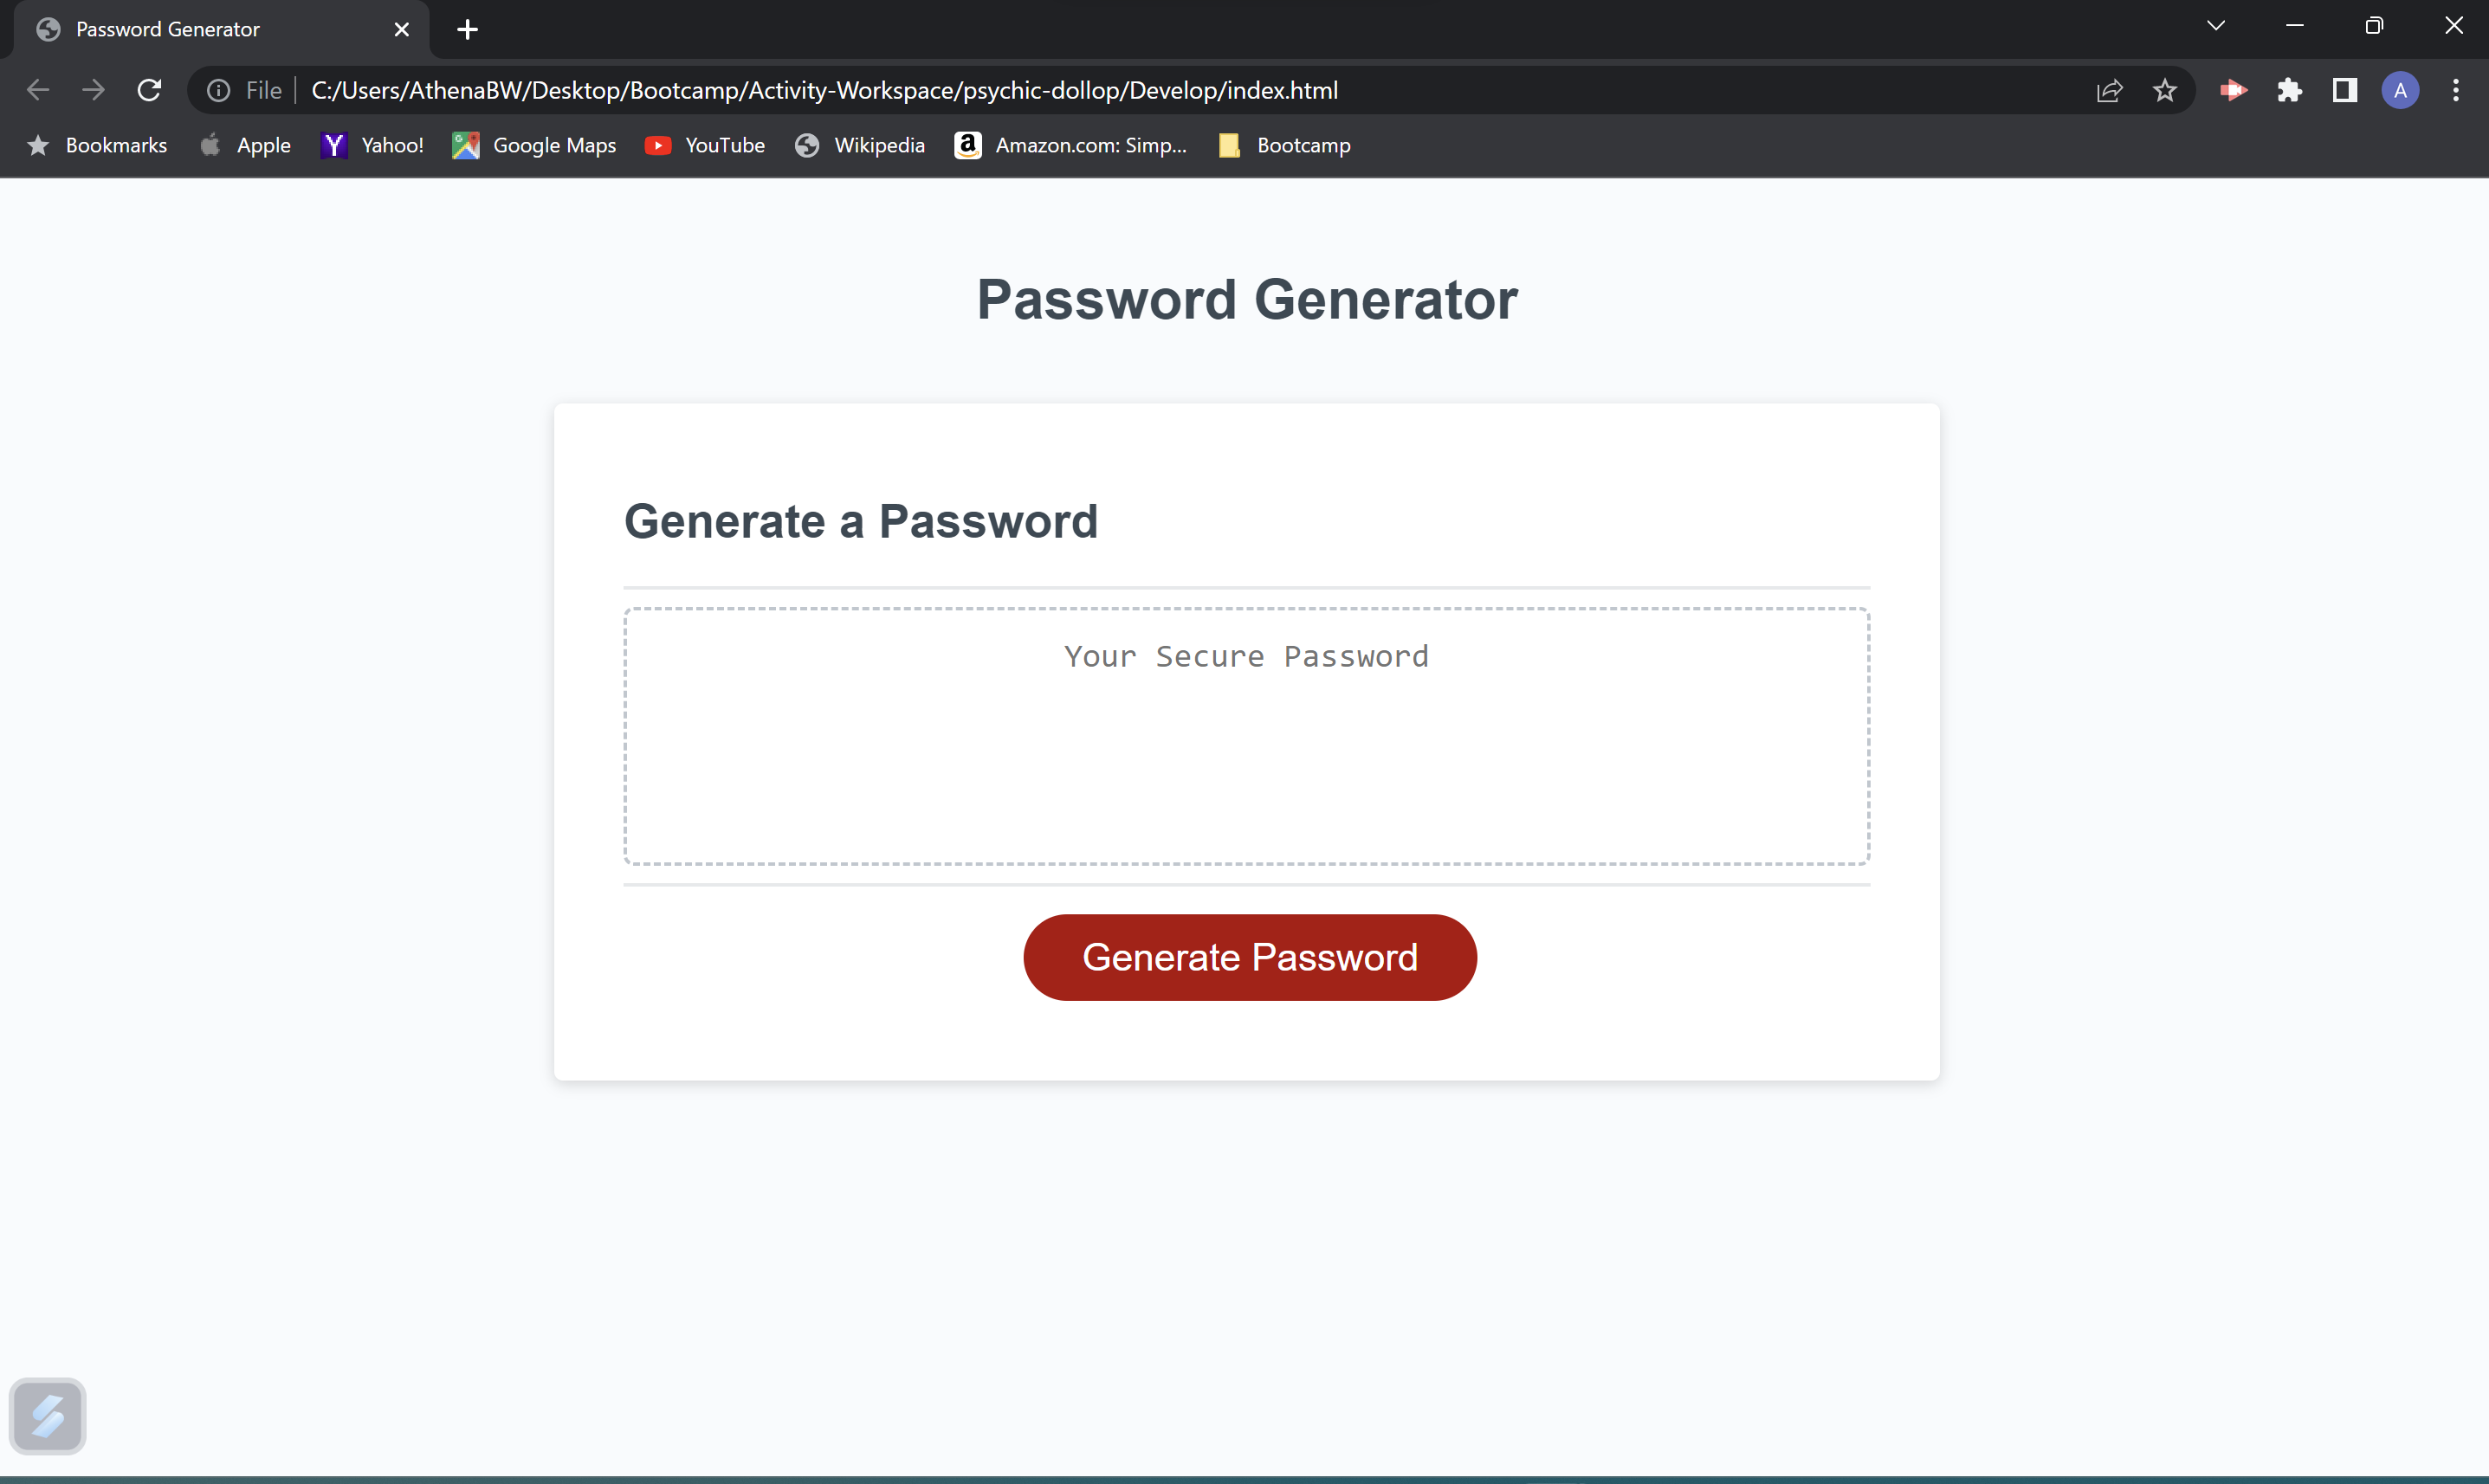 Password Generator
File
C:/Users/AthenaBW/Desktop/Bootcamp/Activity-Workspace/psychic-dollop/Develop/index.html
A
Bookmarks
Apple
Yahoo!
Google Maps
YouTube
Wikipedia
Amazon.com: Simp...
Bootcamp
Password Generator
Generate a Password
Your Secure Password
Generate Password